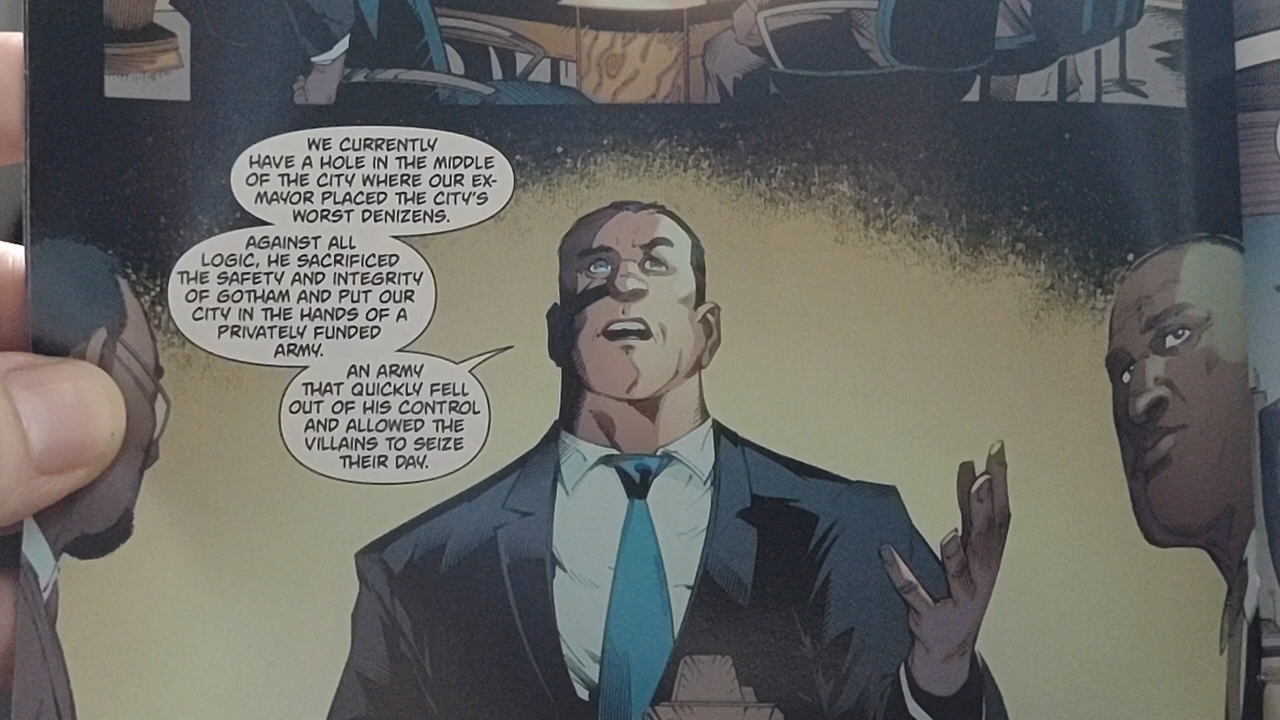 WE CURRENTLY
HAVE A HOLE IN THE MIDDLE
OF THE CITY WHERE OUR EX-
MAYOR PLACED THE CITY'S
WORST DENIZENS.
AGAINST ALL
LOGIC, HE SACRIFICED
THE SAFETY AND INTEGRITY
OF GOTHAM AND PUT OUR
CITY IN THE HANDS OF A
PRIVATELY FUNDED
ARMY.
AN ARMY
THAT QUICKLY FELL
OUT OF HIS CONTROL
AND ALLOWED THE
VILLAINS TO SEIZE
THEIR DAY.